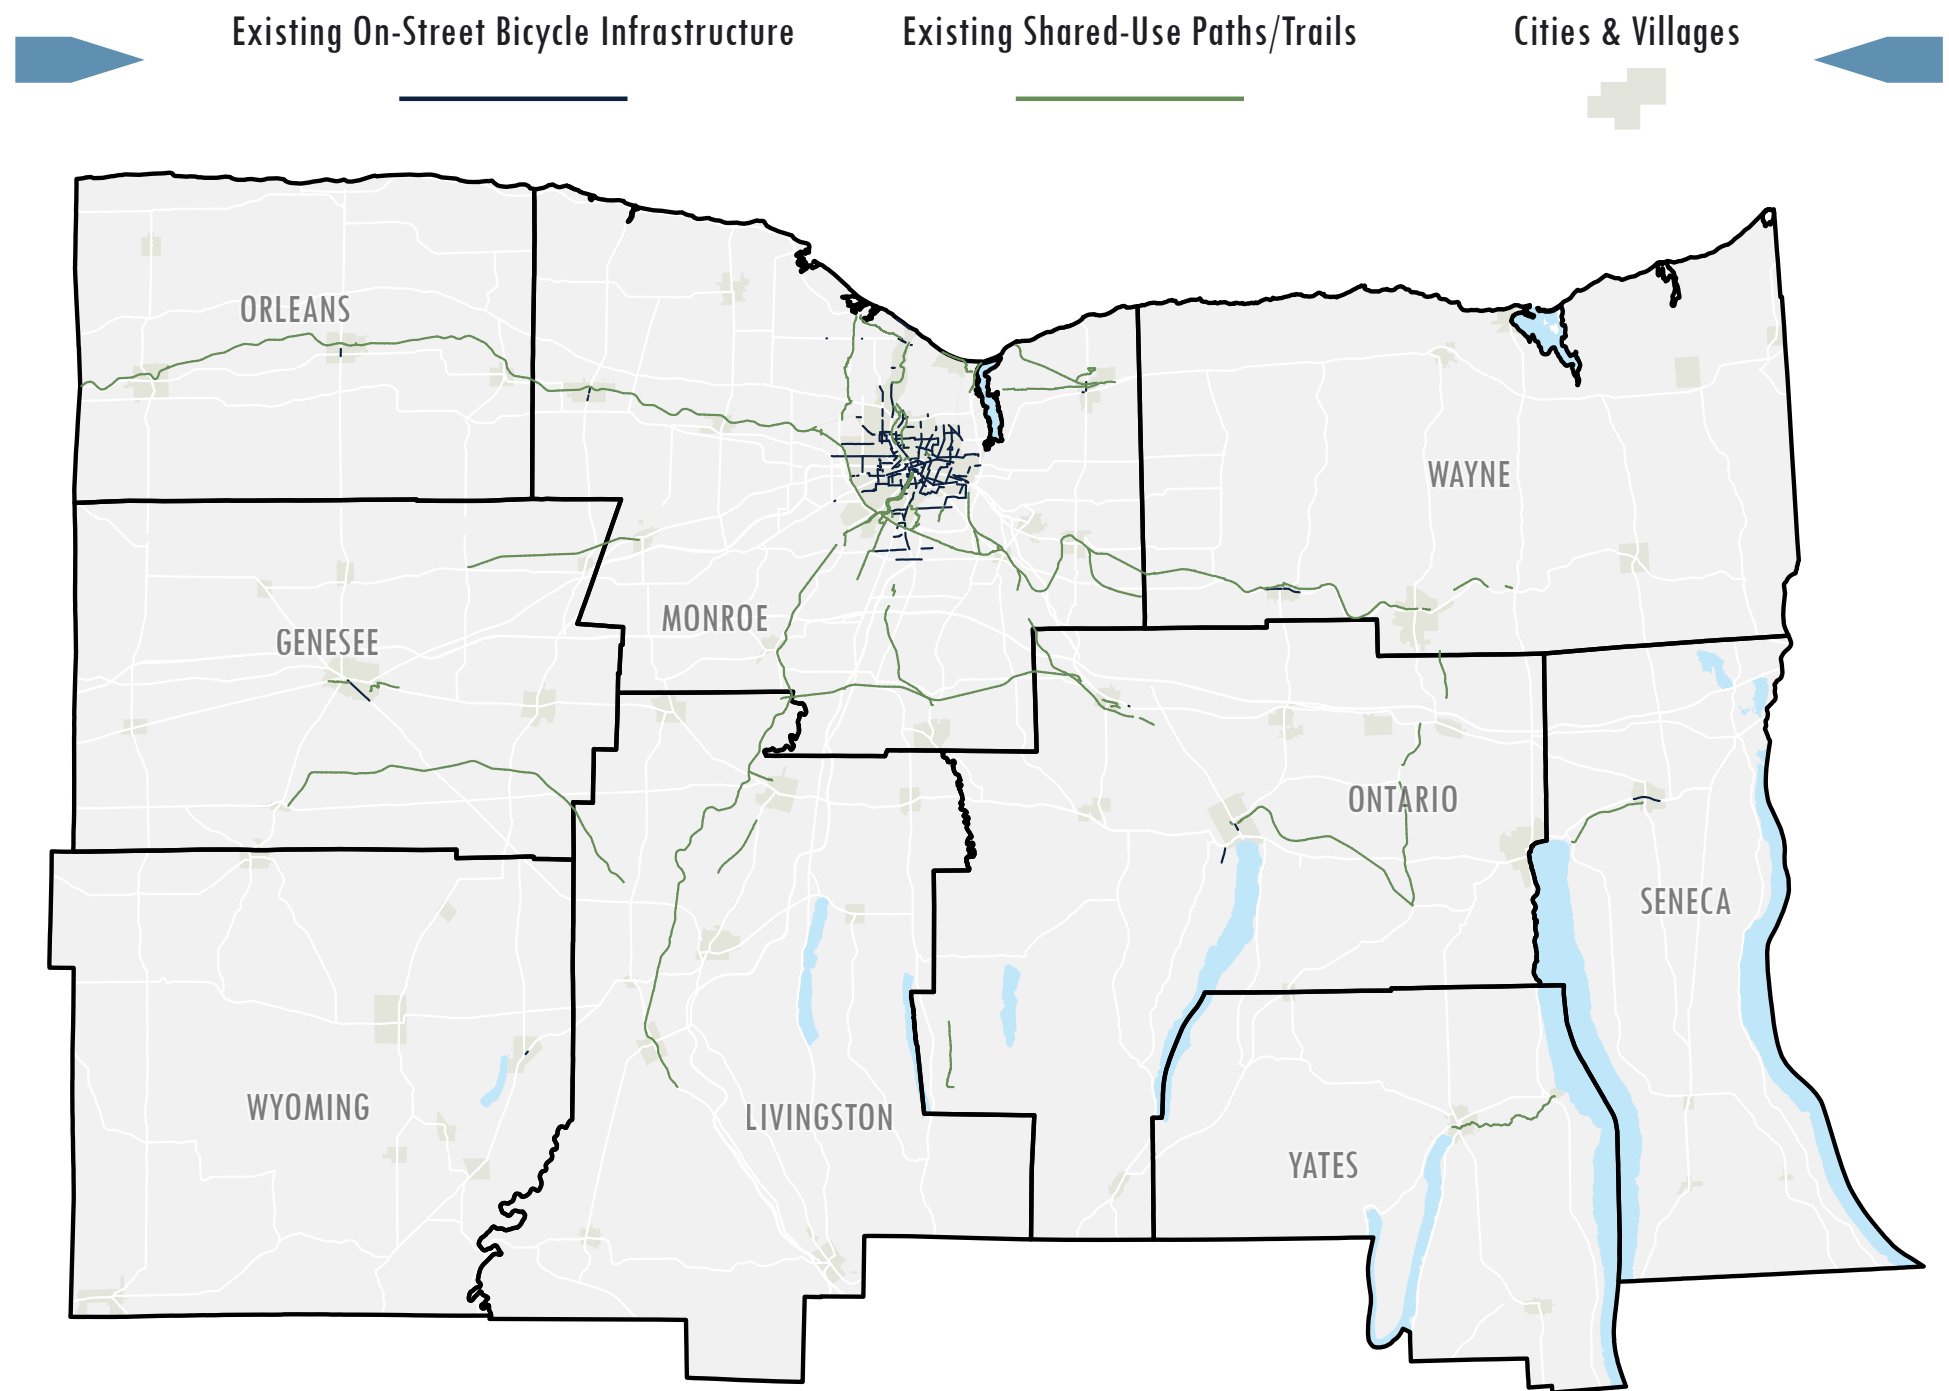 Existing On-Street Bicycle Infrastructure
Existing Shared-Use Paths/Trails
Cities & Villages
ORLEANS
WAYNE
MONROE
GENESEE
ONTARIO
SENECA
WYOMING
LIVINGSTON
YATES